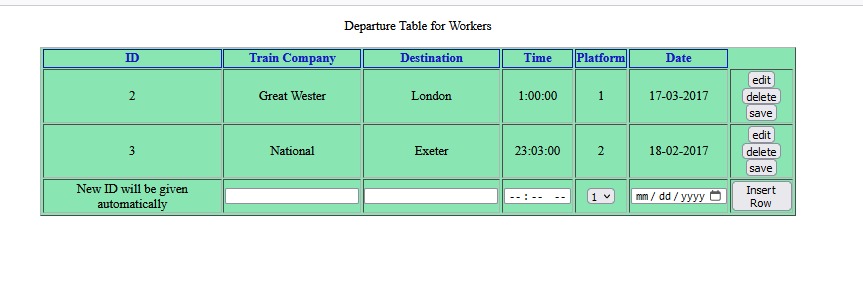 Departure Table for Workers
ID Train Company Destination Time Platform Date
2 Great Wester London 1:00:00 1 17-03-2017 edit
delete
save
3 National Exeter 23:03:00 2 18-02-2017 edit
delete
save
New ID will be given
automatically
--:-- -- 1 mm/dd/yyyy
Insert
Row